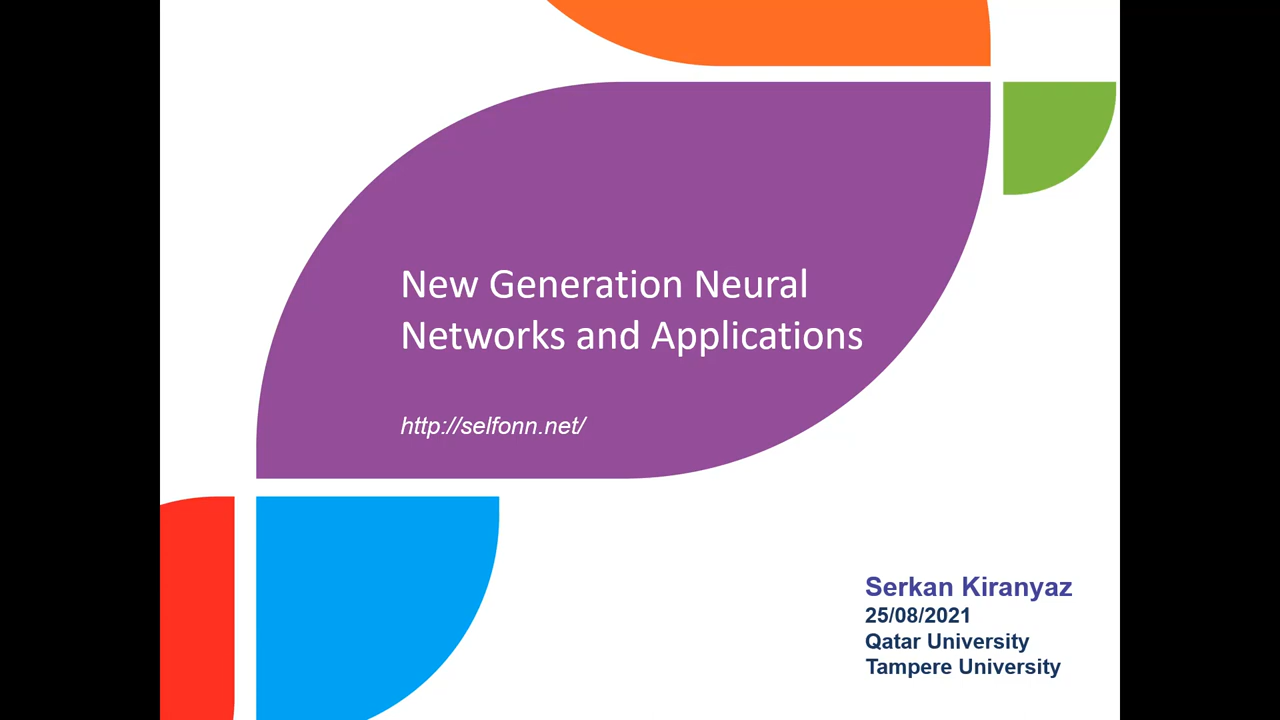 New Generation Neural
Networks and Applications
http://selfonn.net/
Serkan Kiranyaz
25/08/2021
Qatar University
Tampere University